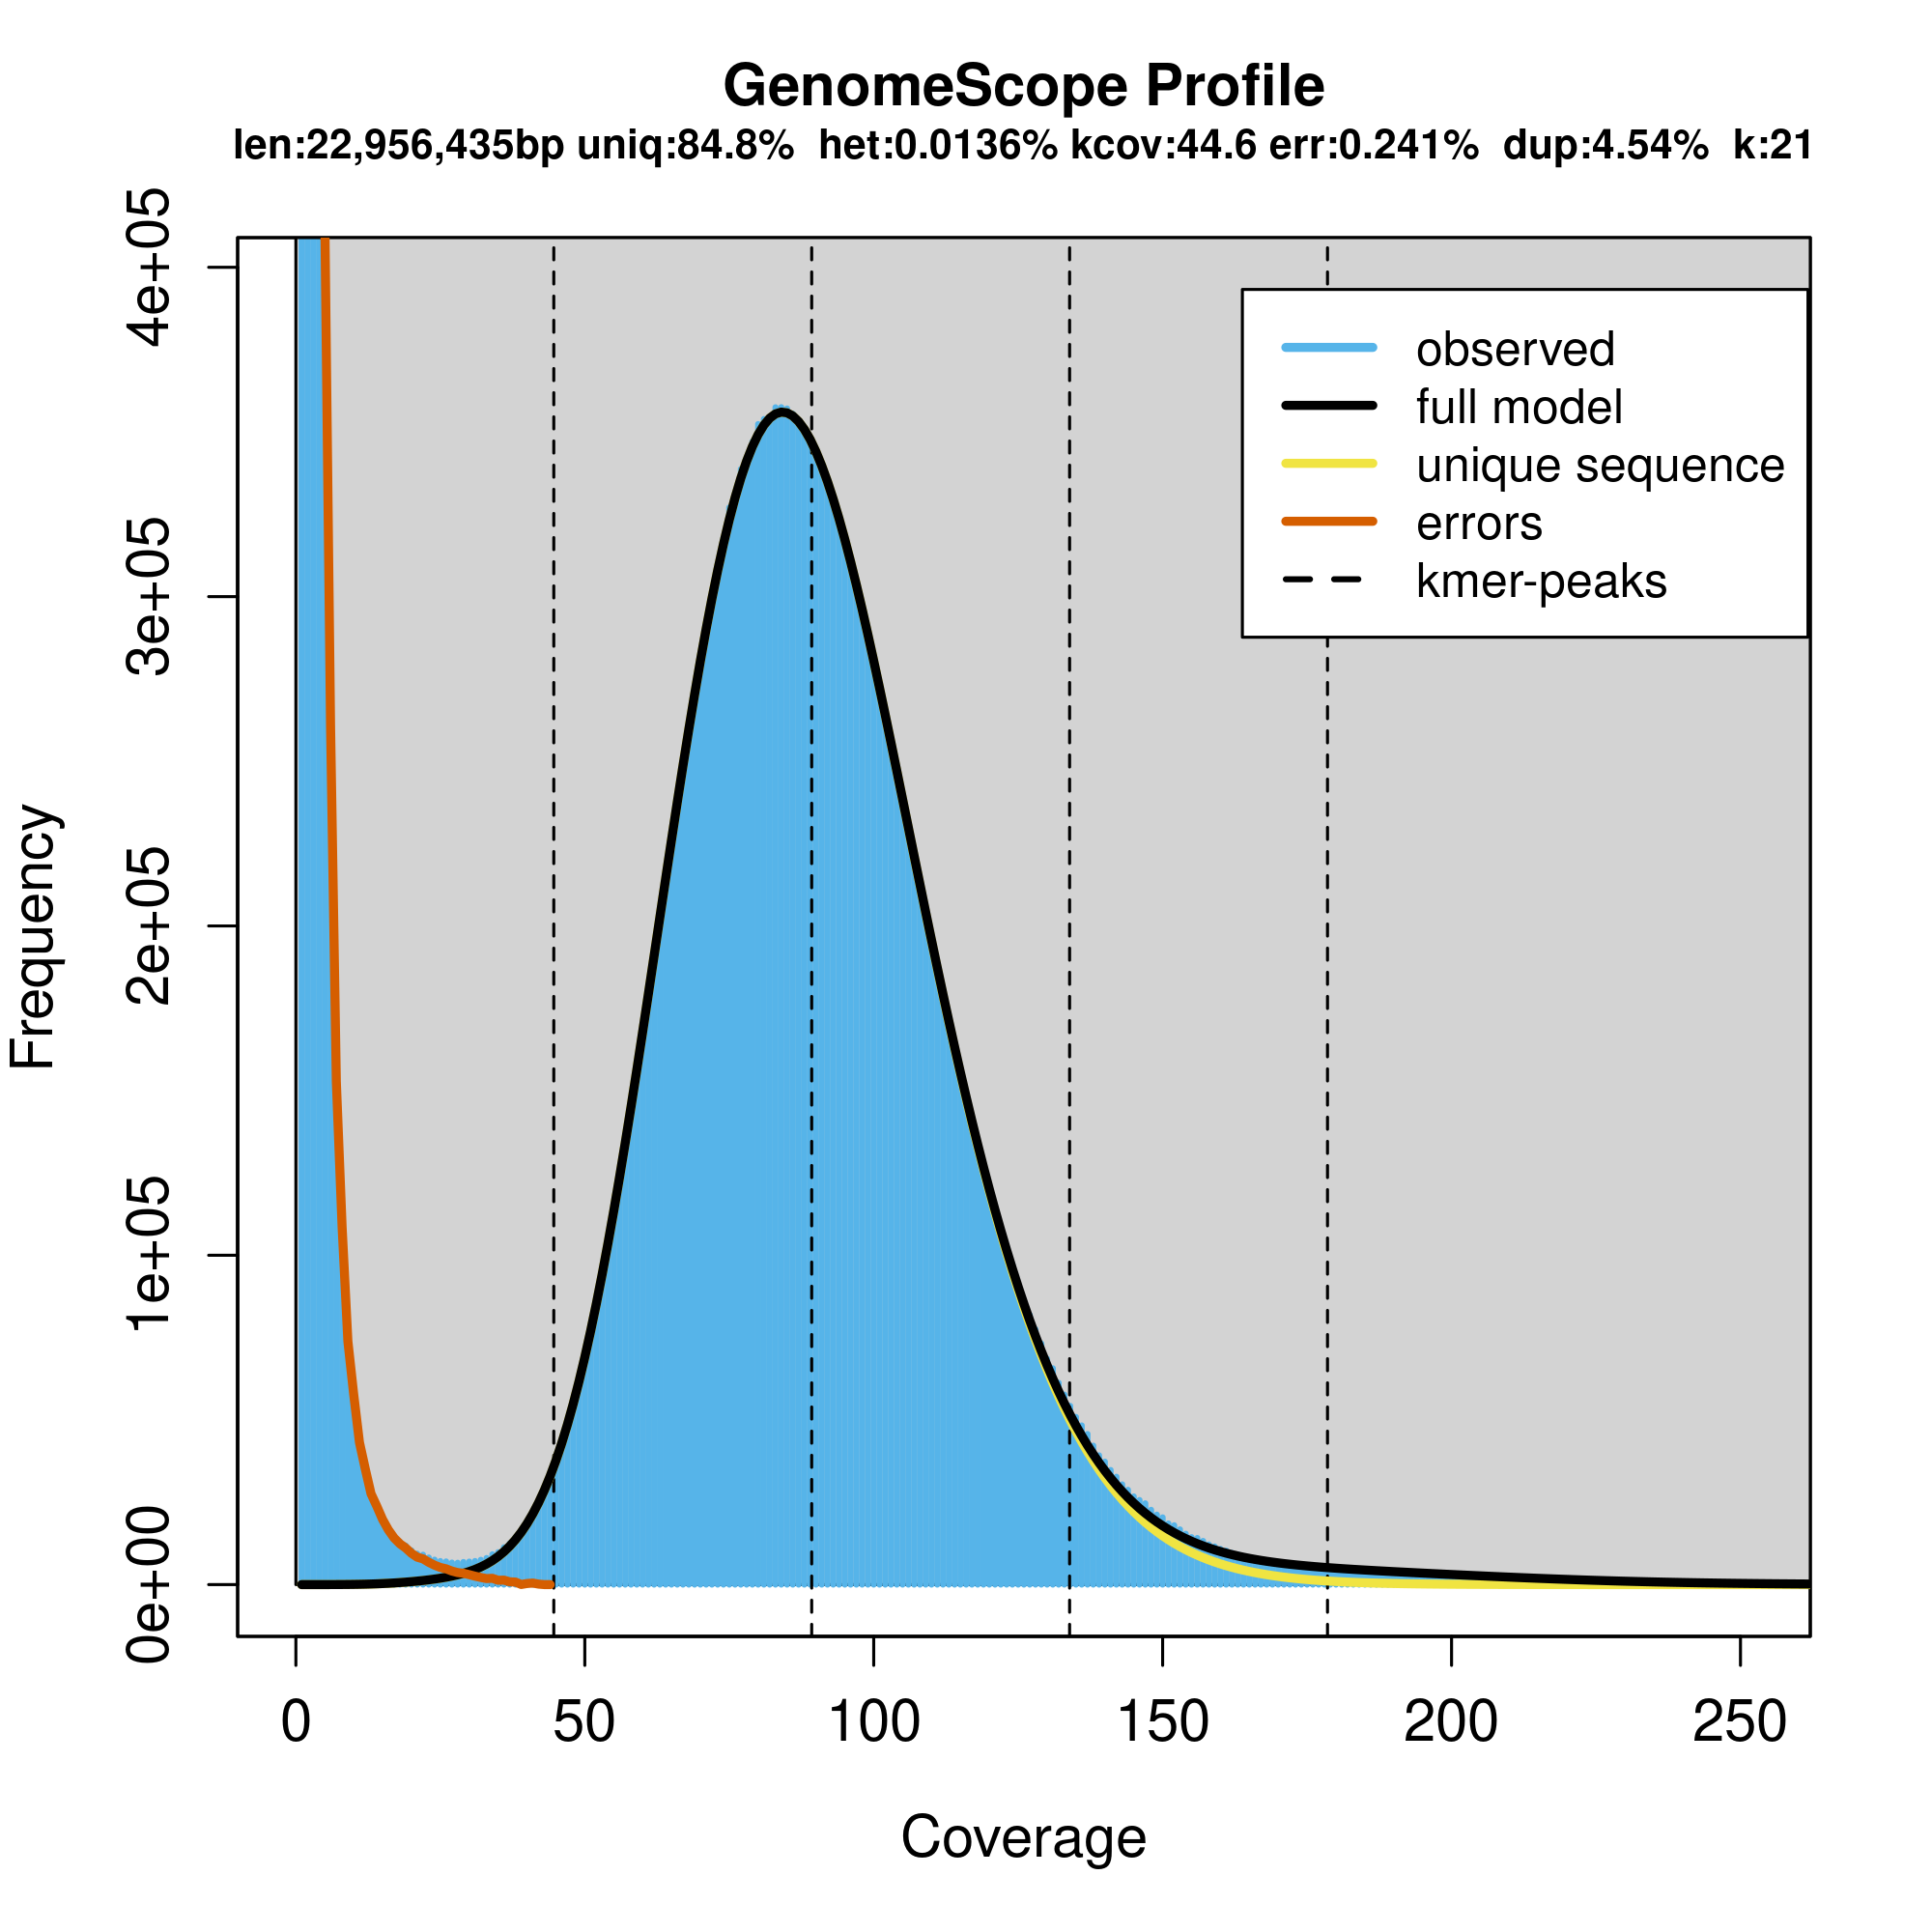 GenomeScope Profile
len:22,956,435bp uniq:84.8% het:0.0136% kcov:44.6 err:0.241% dup:4.54% k:21
observed
full model
unique sequence
errors
kmer-peaks
Frequency
4e+05
3e+05
2e+05
1e+05
0e+00
0 50 100 150 200 250
Coverage